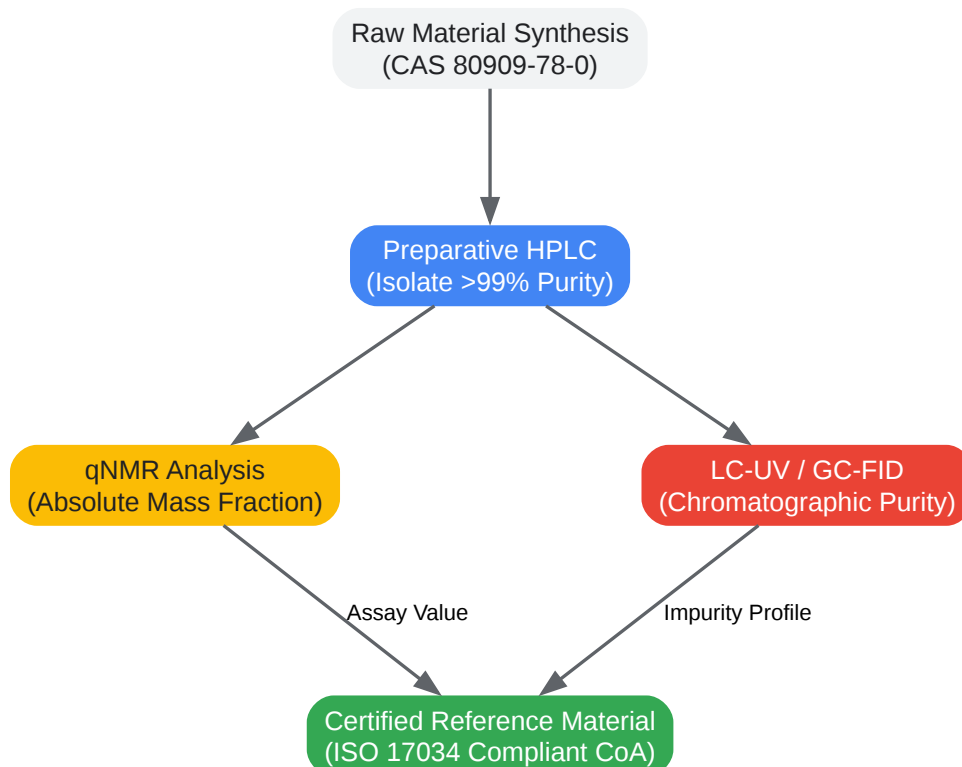 Raw Material Synthesis
(CAS 80909-78-0)
Preparative HPLC
(Isolate >99% Purity)
qNMR Analysis
(Absolute Mass Fraction)
LC-UV / GC-FID
(Chromatographic Purity)
Assay Value
Impurity Profile
Certified Reference Material
(ISO 17034 Compliant CoA)